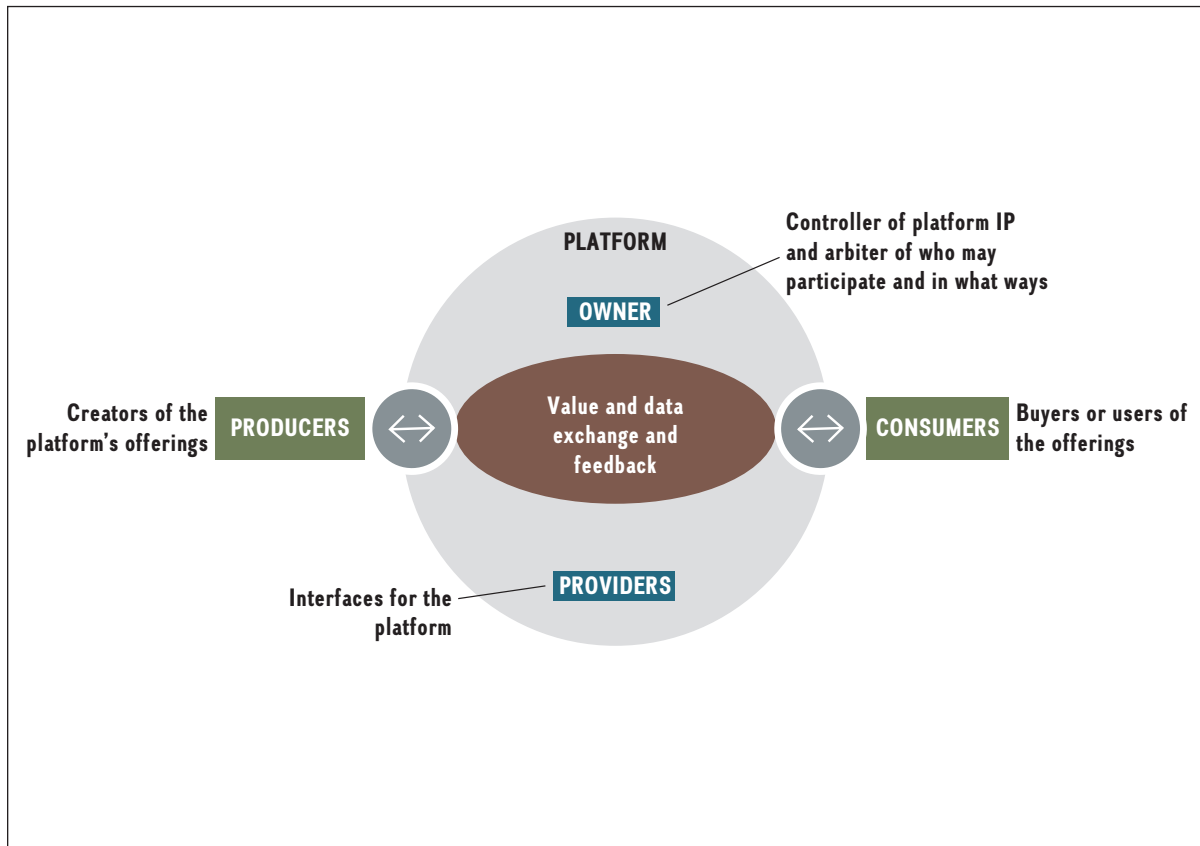 PLATFORM
Controller of platform IP
and arbiter of who may
participate and in what ways
OWNER
Creators of the
platform's offerings
PRODUCERS
Value and data
exchange and
feedback
CONSUMERS
Buyers or users of
the offerings
PROVIDERS
Interfaces for the
platform